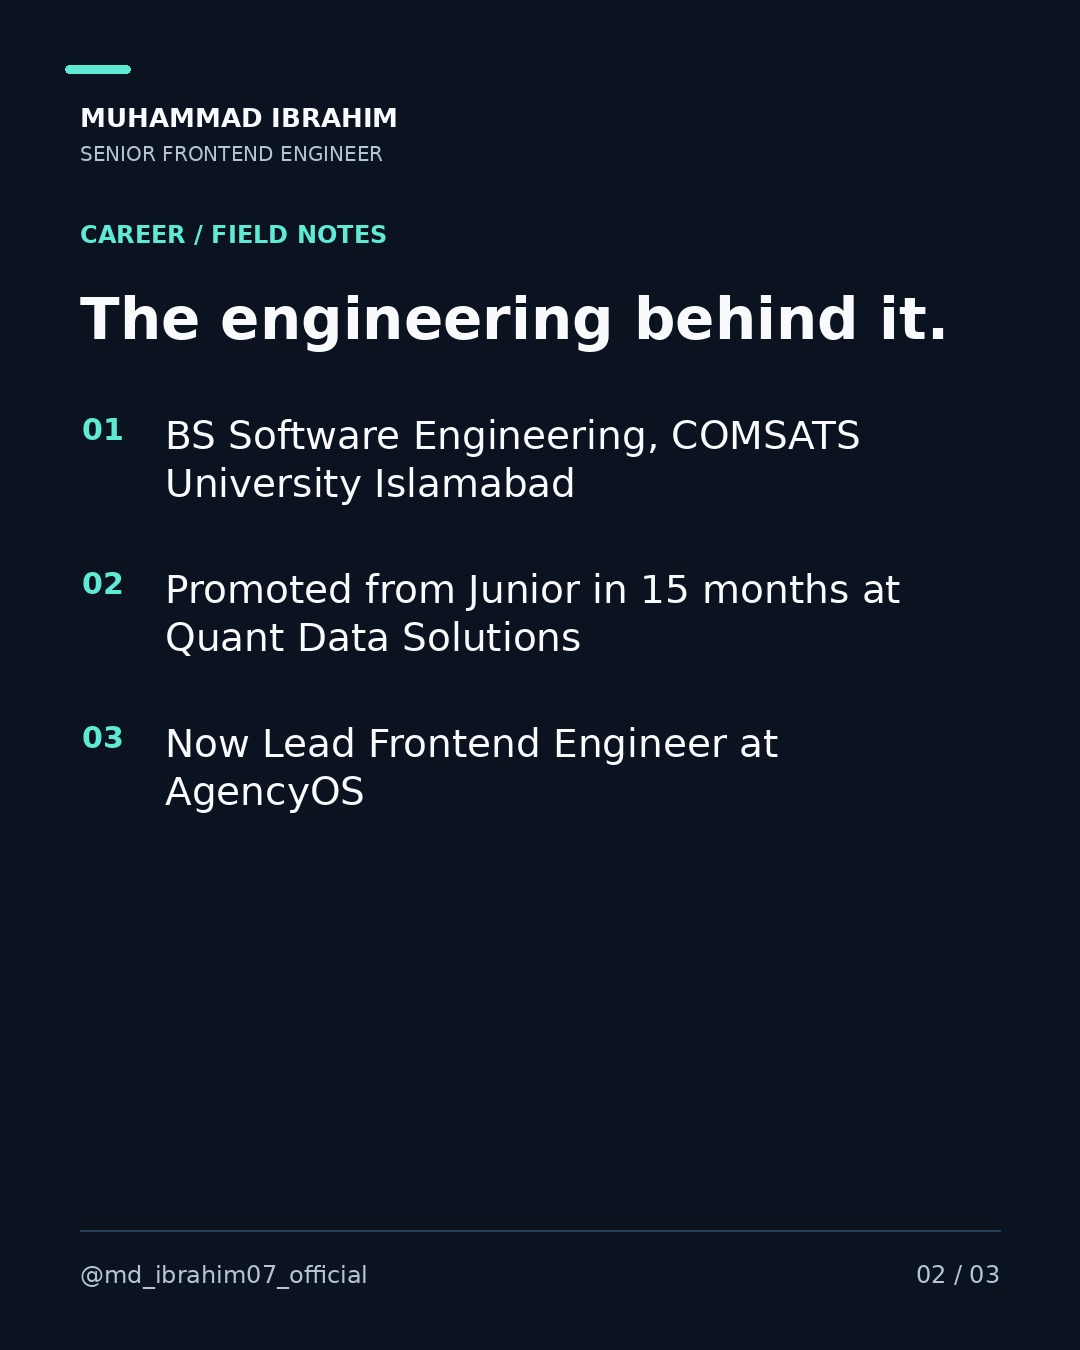 MUHAMMAD IBRAHIM
SENIOR FRONTEND ENGINEER
CAREER / FIELD NOTES
The engineering behind it.
01 BS Software Engineering, COMSATS
University Islamabad
02 Promoted from Junior in 15 months at
Quant Data Solutions
03 Now Lead Frontend Engineer at
AgencyOS
@md_ibrahim07_official 02 / 03